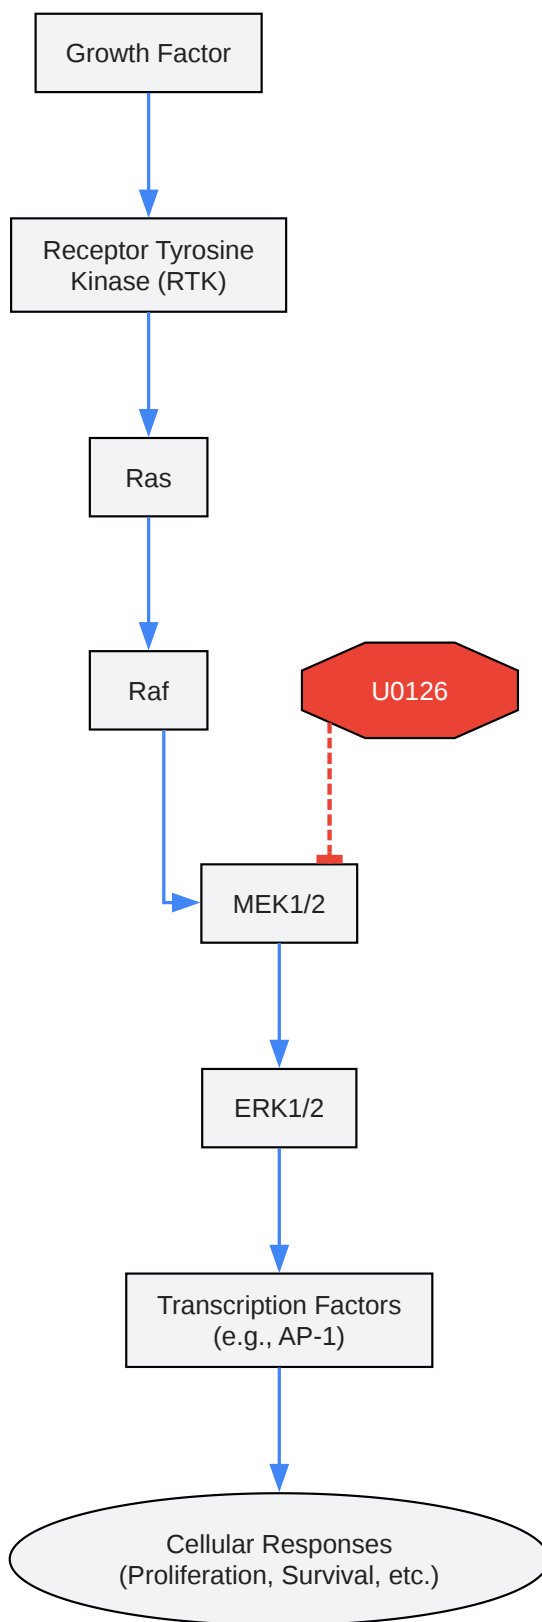 Growth Factor
Receptor Tyrosine
Kinase (RTK)
Ras
Raf
U0126
MEK1/2
ERK1/2
Transcription Factors
(e.g., AP-1)
Cellular Responses
(Proliferation, Survival, etc.)